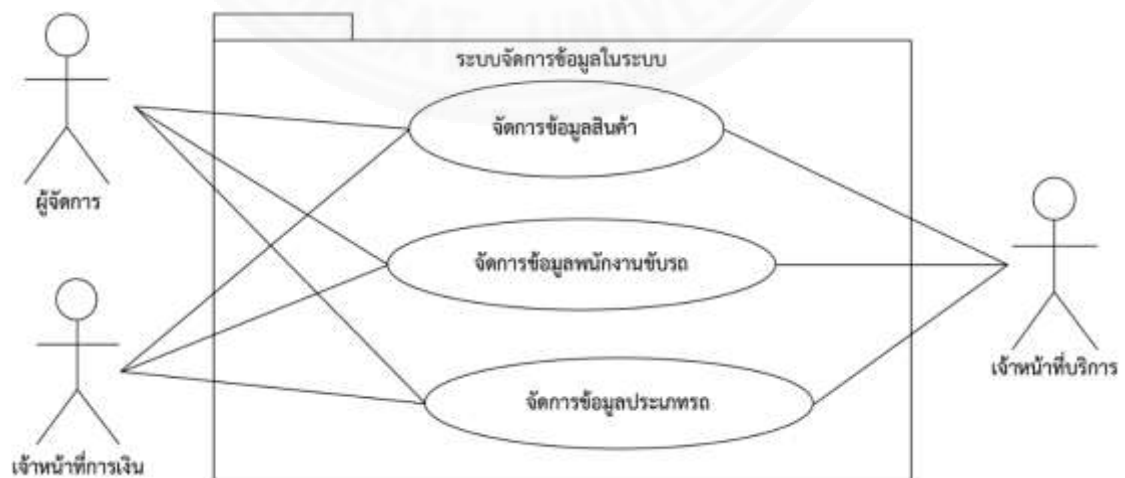 ระบบจัดการข้อมูลในระบบ
จัดการข้อมูลสินค้า
ผู้จัดการ
จัดการข้อมูลพนักงานขับรถ
เจ้าหน้าที่บริการ
จัดการข้อมูลประเภทรถ
เจ้าหน้าที่การเงิน